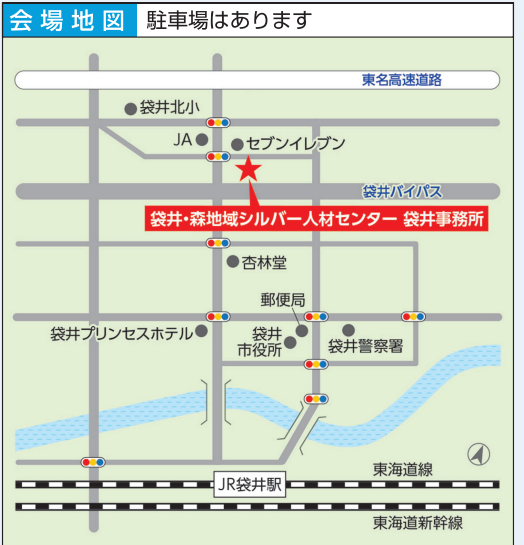 会場地図 駐車場はあります
東名高速道路
袋井北小
JA
セブンイレブン
袋井バイパス
袋井・森地域シルバー人材センター 袋井事務所
杏林堂
郵便局
袋井プリンセスホテル
袋井
市役所
袋井警察署
東海道線
JR袋井駅
東海道新幹線